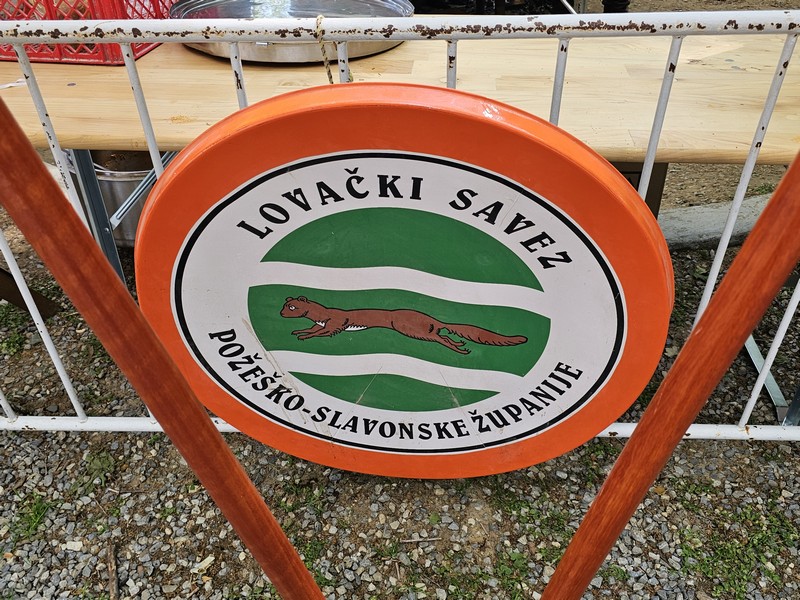 LOVAČKI SAVEZ
POŽEŠKO-SLAVONSKE ŽUPANIJE